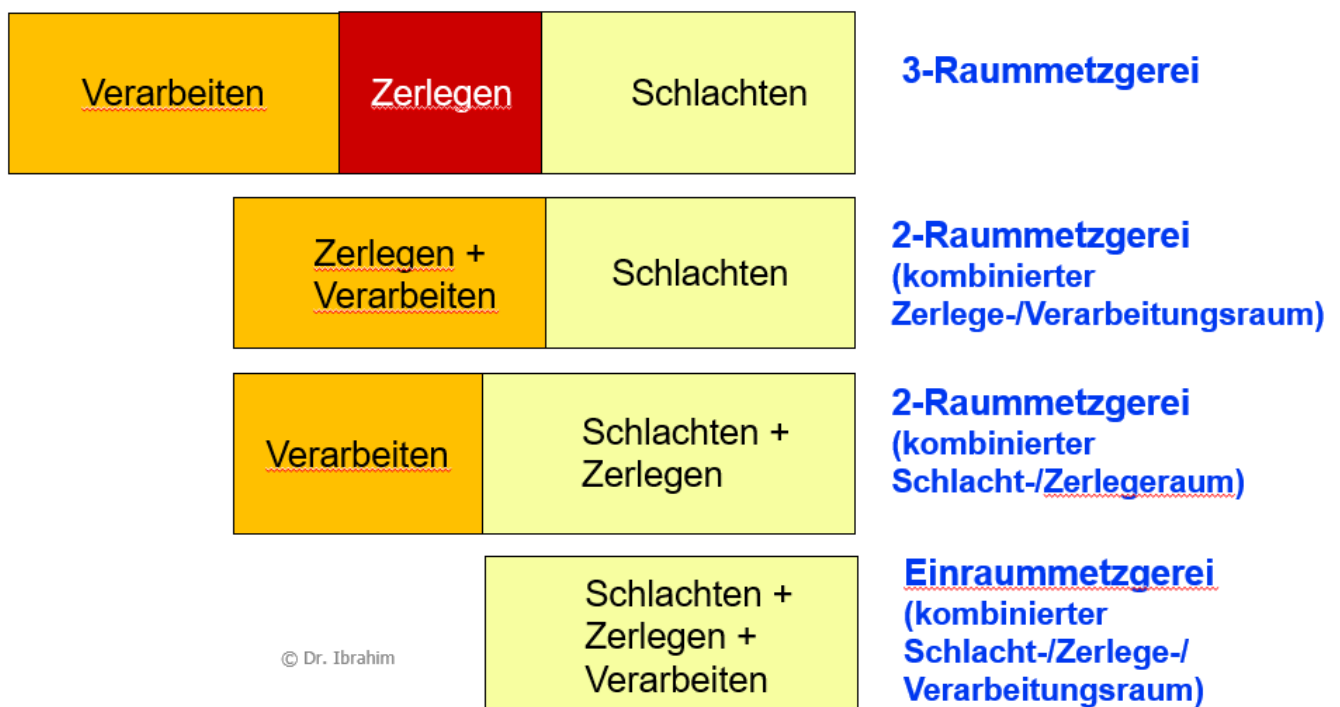 Verarbeiten
Zerlegen
Schlachten
3-Raummetzgerei
Zerlegen +
Verarbeiten
Schlachten
2-Raummetzgerei
(kombinierter
Zerlege-/Verarbeitungsraum)
Verarbeiten
Schlachten +
Zerlegen
2-Raummetzgerei
(kombinierter
Schlacht-/Zerlegeraum)
Schlachten +
Zerlegen +
Verarbeiten
Einraummetzgerei
(kombinierter
Schlacht-/Zerlege-/
Verarbeitungsraum)
© Dr. Ibrahim